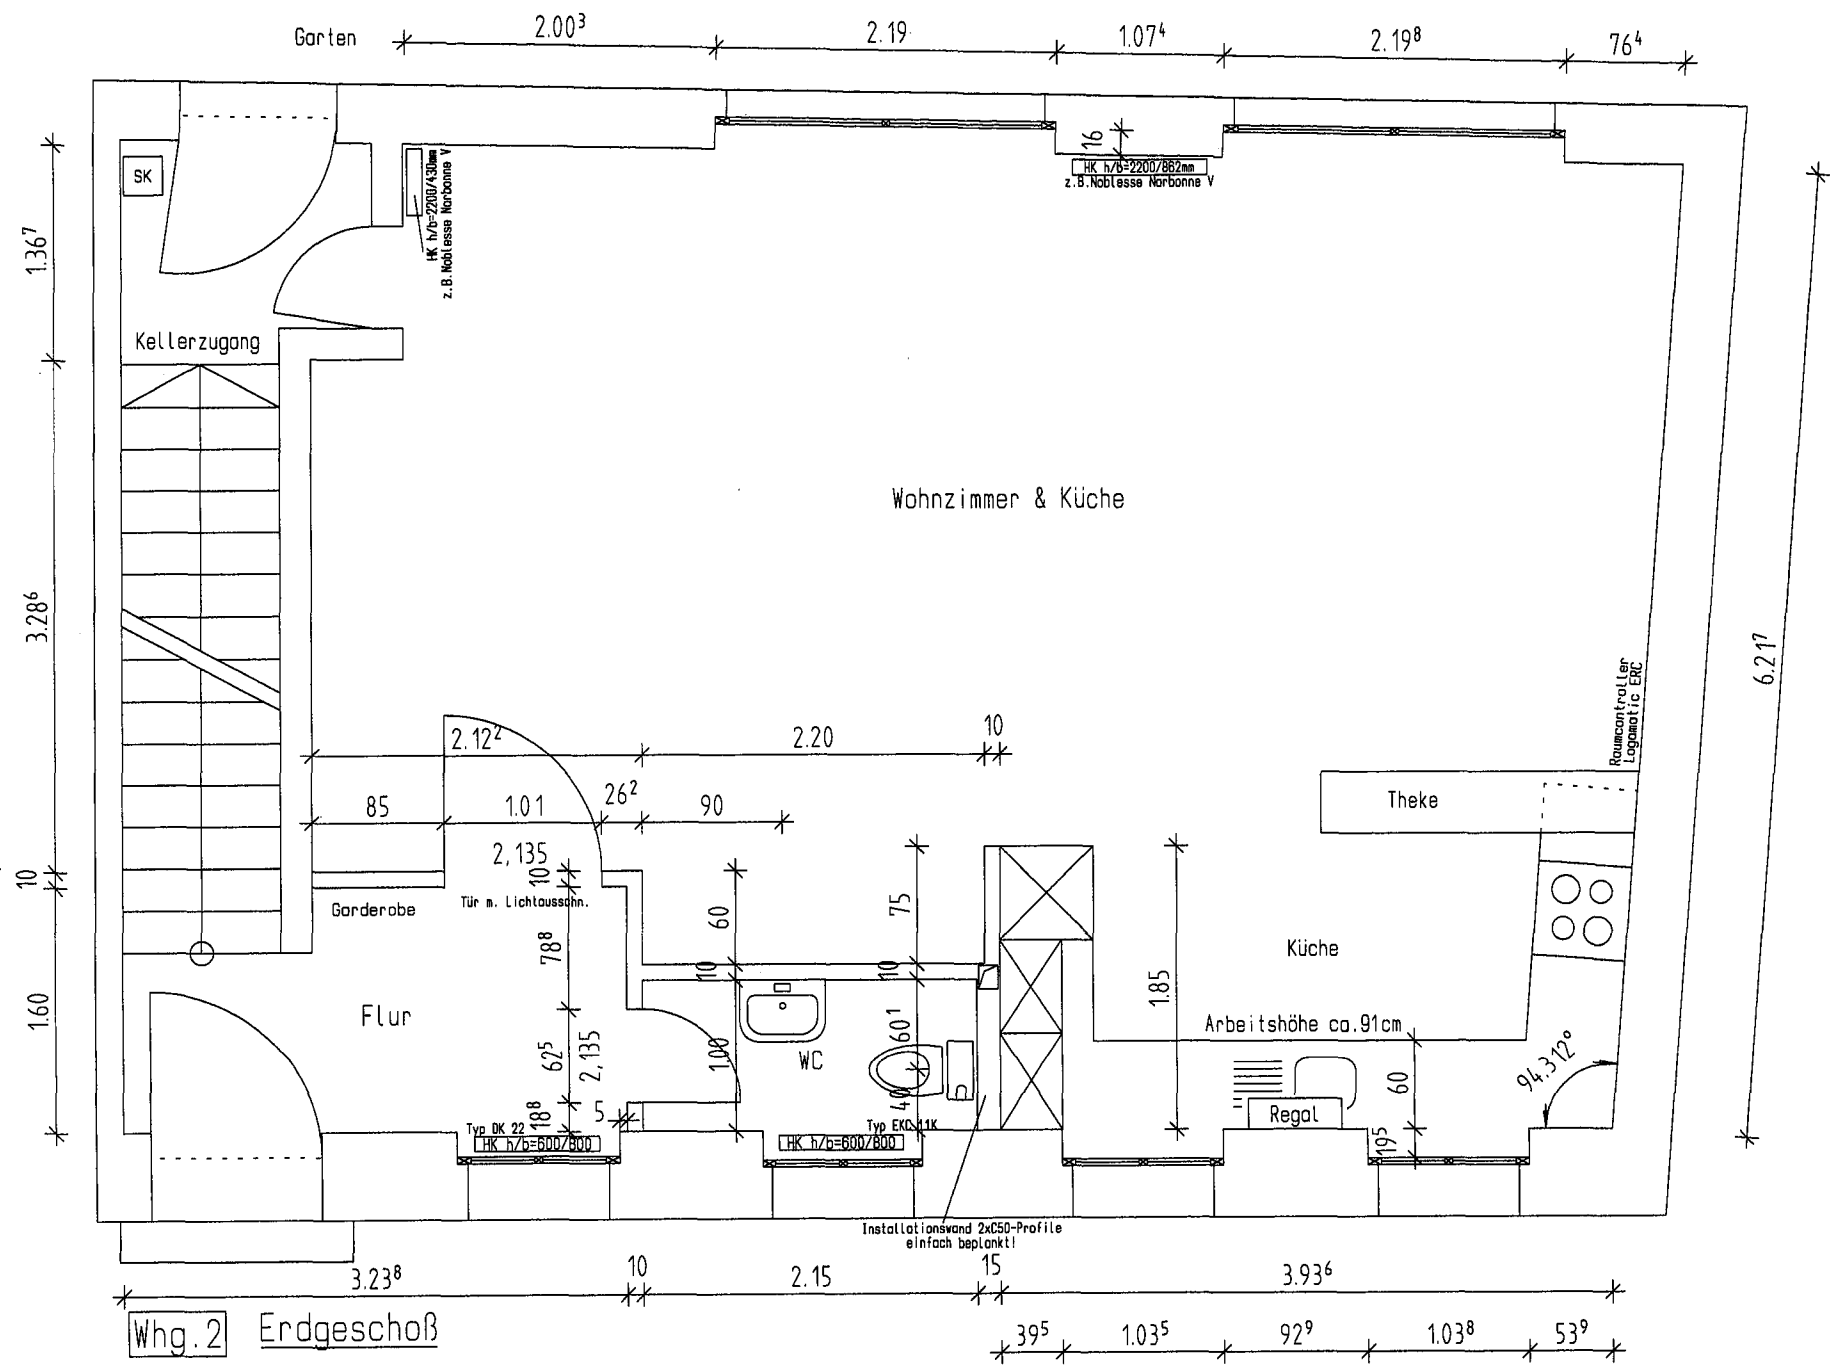 Garten
2.00³
2.19
1.07⁴
2.19⁸
76⁴
SK
HK h/b=2200/430mm
z.B.Noblesse Narbonne V
16
HK h/b=2200/862mm
z.B.Noblesse Narbonne V
1.36⁷
Kellerzugang
3.28⁶
Wohnzimmer & Küche
6.21⁷
Raumcontroller
Logamatic ERC
2.12²
2.20
10
85
1.01
26²
90
Theke
2,135
10
10
Garderobe
Tür m. Lichtausschn.
60
75
78⁸
Küche
10
10
1.85
1.60
Flur
Arbeitshöhe ca.91cm
62⁵
2,135
100
WC
60¹
40
60
94.312°
18⁸
5
Regal
19⁵
Typ DK 22
HK h/b=600/800
Typ EKD 11K
HK h/b=600/800
Installationswand 2xC50-Profile
einfach beplankt!
3.23⁸
10
2.15
15
3.93⁶
Whg.2
Erdgeschoß
39⁵
1.03⁵
92⁹
1.03⁸
53⁹